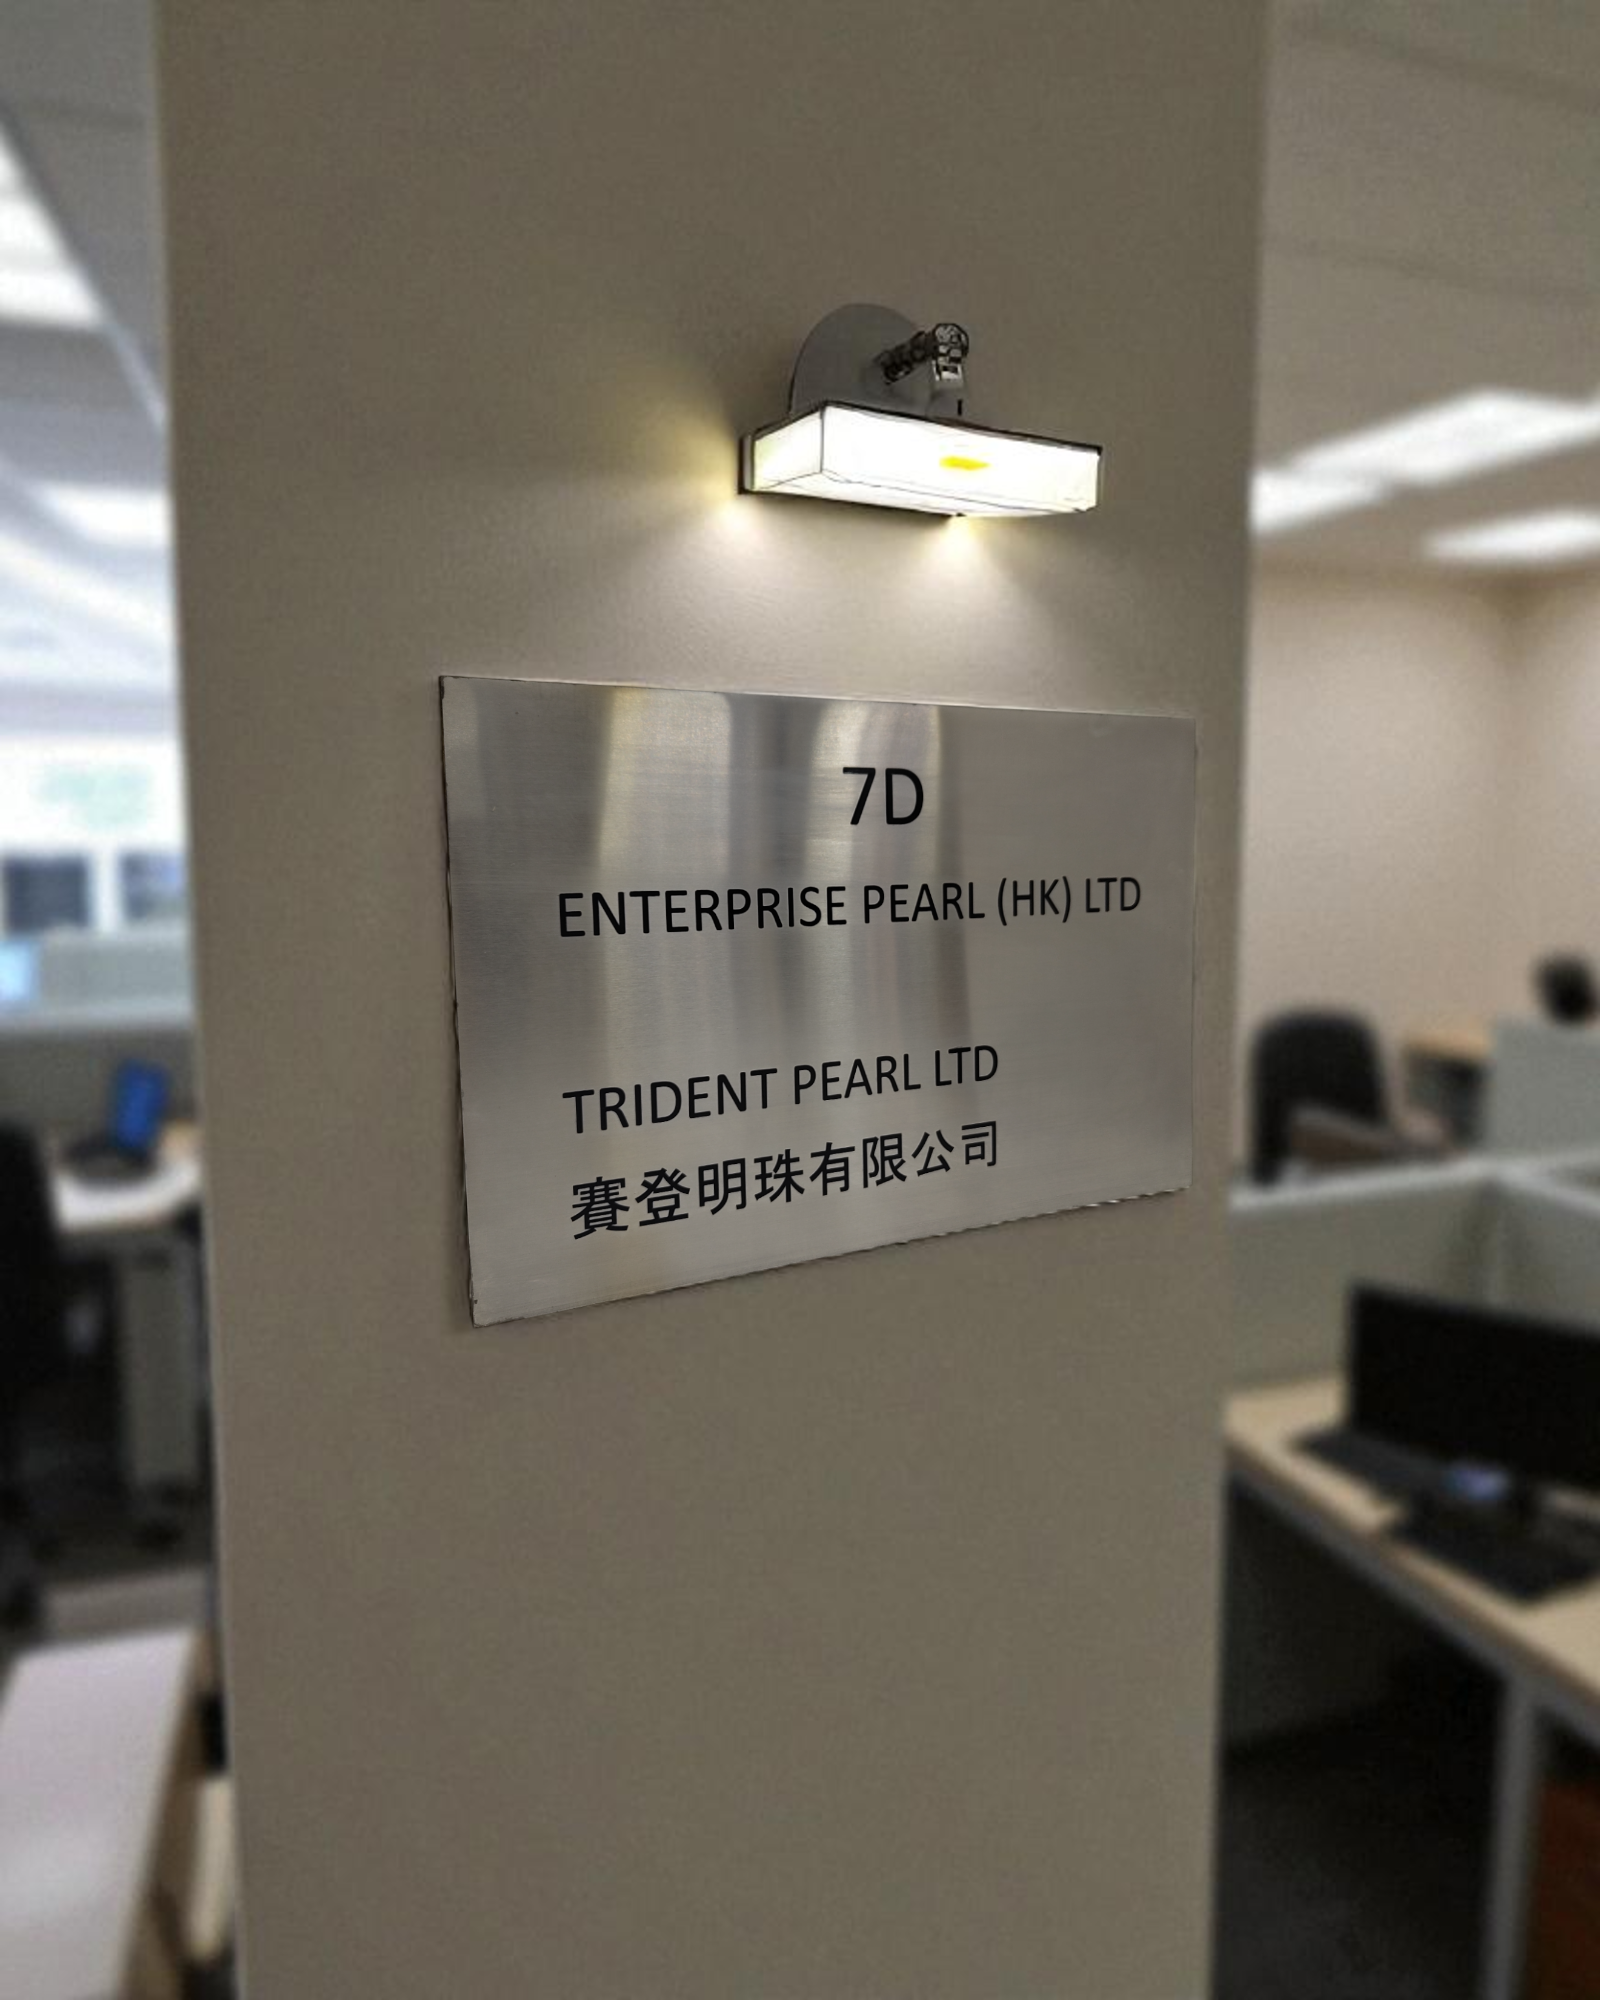 7D
ENTERPRISE PEARL (HK) LTD
TRIDENT PEARL LTD
賽登明珠有限公司